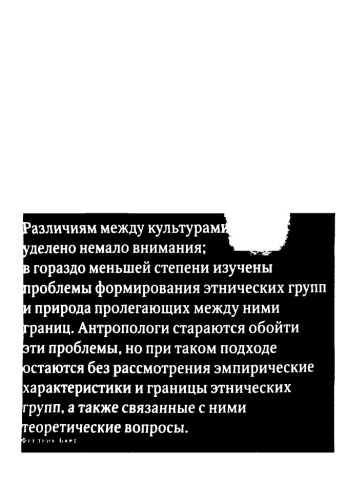 Различиям между культурами
уделено немало внимания;
в гораздо меньшей степени изучены
проблемы формирования этнических групп
и природа пролегающих между ними
границ. Антропологи стараются обойти
эти проблемы, но при таком подходе
остаются без рассмотрения эмпирические
характеристики и границы этнических
групп, а также связанные с ними
теоретические вопросы.
Фредрик Барт